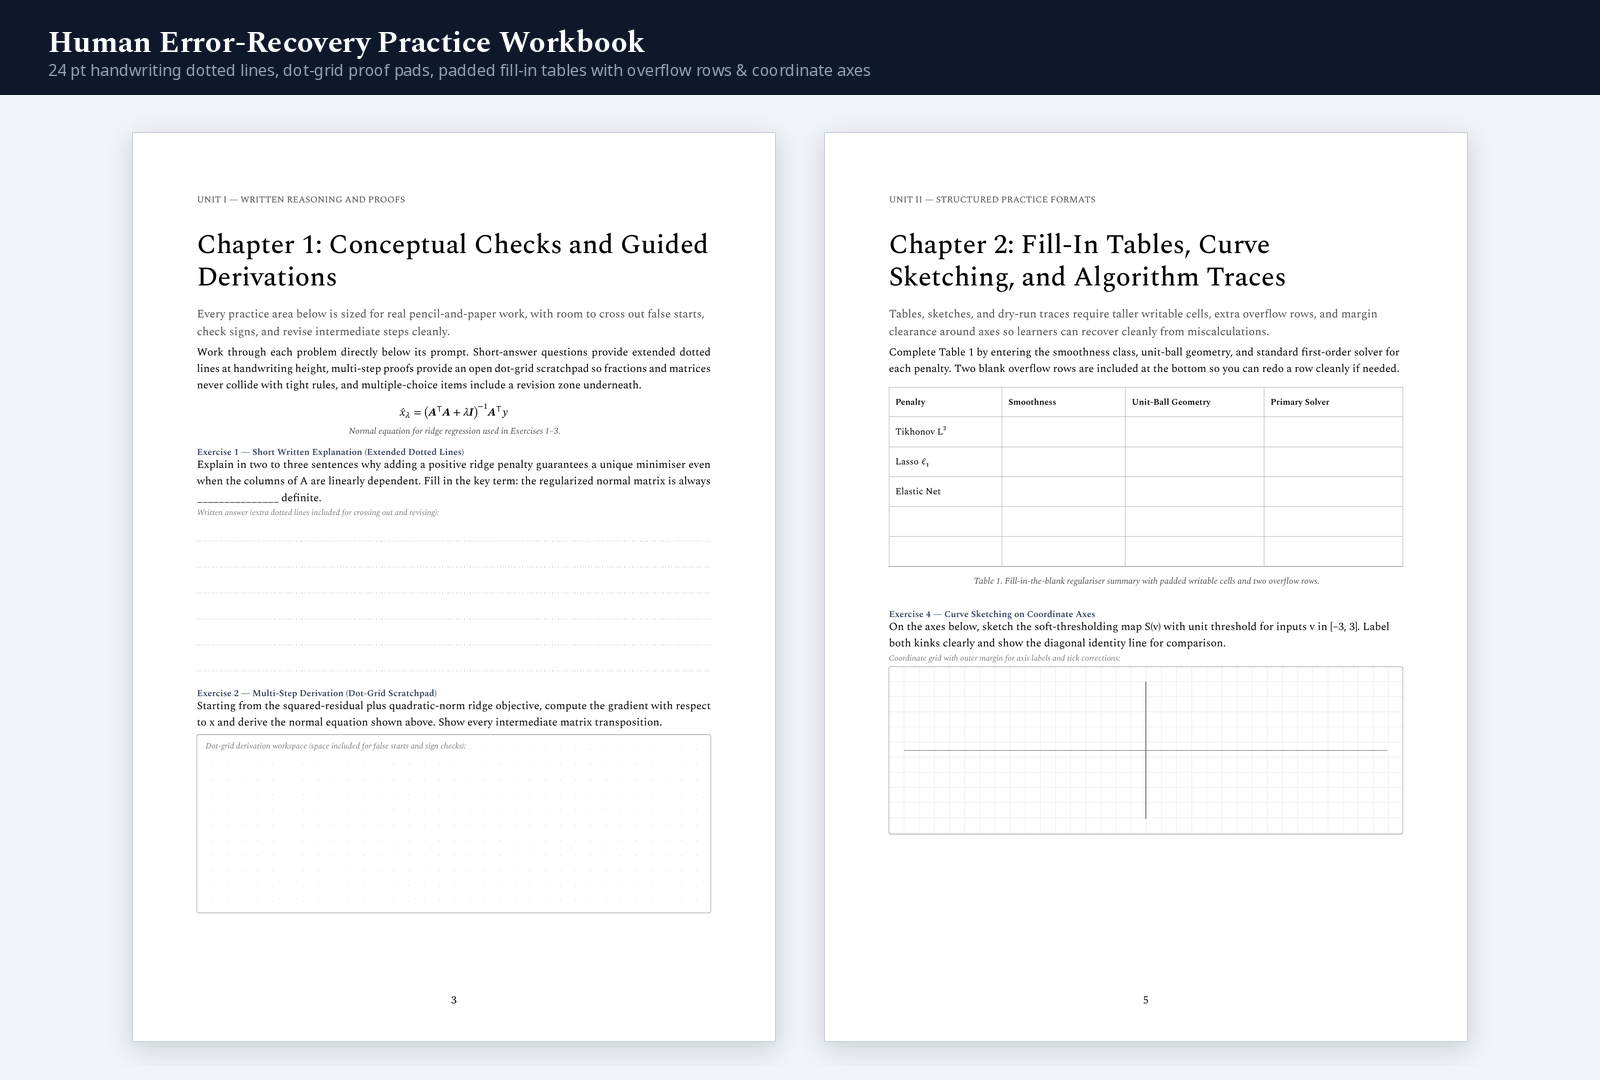 Human Error-Recovery Practice Workbook
24 pt handwriting dotted lines, dot-grid proof pads, padded fill-in tables with overflow rows & coordinate axes
UNIT I — WRITTEN REASONING AND PROOFS
Chapter 1: Conceptual Checks and Guided
Derivations
Every practice area below is sized for real pencil-and-paper work, with room to cross out false starts,
check signs, and revise intermediate steps cleanly.
Work through each problem directly below its prompt. Short-answer questions provide extended dotted
lines at handwriting height, multi-step proofs provide an open dot-grid scratchpad so fractions and matrices
never collide with tight rules, and multiple-choice items include a revision zone underneath.
x̂λ = (AᵀA + λI)⁻¹Aᵀy
Normal equation for ridge regression used in Exercises 1–3.
Exercise 1 — Short Written Explanation (Extended Dotted Lines)
Explain in two to three sentences why adding a positive ridge penalty guarantees a unique minimiser even
when the columns of A are linearly dependent. Fill in the key term: the regularized normal matrix is always
_______________ definite.
Written answer (extra dotted lines included for crossing out and revising):
Exercise 2 — Multi-Step Derivation (Dot-Grid Scratchpad)
Starting from the squared-residual plus quadratic-norm ridge objective, compute the gradient with respect
to x and derive the normal equation shown above. Show every intermediate matrix transposition.
Dot-grid derivation workspace (space included for false starts and sign checks):
3
UNIT II — STRUCTURED PRACTICE FORMATS
Chapter 2: Fill-In Tables, Curve
Sketching, and Algorithm Traces
Tables, sketches, and dry-run traces require taller writable cells, extra overflow rows, and margin
clearance around axes so learners can recover cleanly from miscalculations.
Complete Table 1 by entering the smoothness class, unit-ball geometry, and standard first-order solver for
each penalty. Two blank overflow rows are included at the bottom so you can redo a row cleanly if needed.
Penalty Smoothness Unit-Ball Geometry Primary Solver
Tikhonov L²
Lasso ℓ₁
Elastic Net
Table 1. Fill-in-the-blank regulariser summary with padded writable cells and two overflow rows.
Exercise 4 — Curve Sketching on Coordinate Axes
On the axes below, sketch the soft-thresholding map S(v) with unit threshold for inputs v in [−3, 3]. Label
both kinks clearly and show the diagonal identity line for comparison.
Coordinate grid with outer margin for axis labels and tick corrections:
5